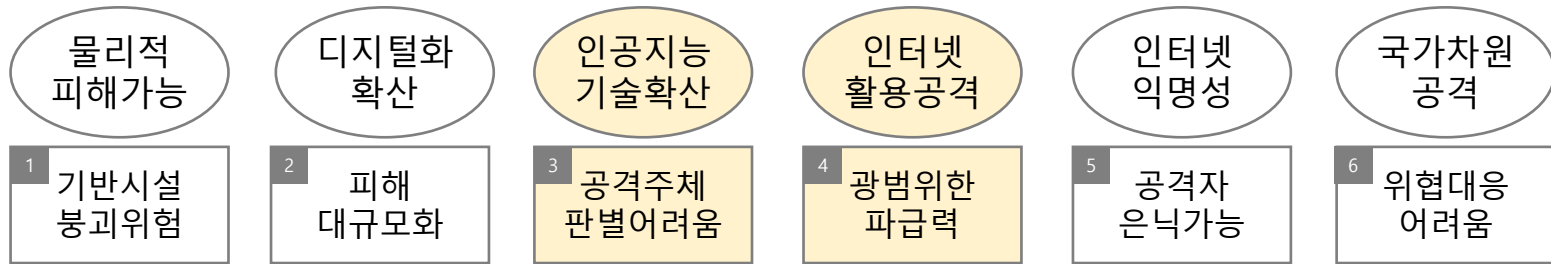 물리적
피해가능
디지털화
확산
인공지능
기술확산
인터넷
활용공격
인터넷
익명성
국가차원
공격
1
기반시설
붕괴위험
2
피해
대규모화
3
공격주체
판별어려움
4
광범위한
파급력
5
공격자
은닉가능
6
위협대응
어려움